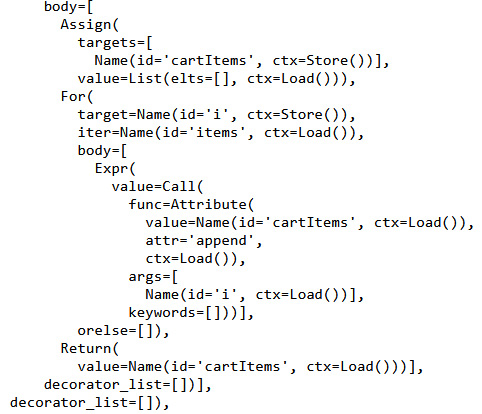 body=[
Assign(
targets=[
Name(id='cartItems', ctx=Store())],
value=List(elts=[], ctx=Load())),
For(
target=Name(id='i', ctx=Store()),
iter=Name(id='items', ctx=Load()),
body=[
Expr(
value=Call(
func=Attribute(
value=Name(id='cartItems', ctx=Load()),
attr='append',
ctx=Load()),
args=[
Name(id='i', ctx=Load())],
keywords=[]))],
orelse=[]),
Return(
value=Name(id='cartItems', ctx=Load()))],
decorator_list=[])],
decorator_list=[]),